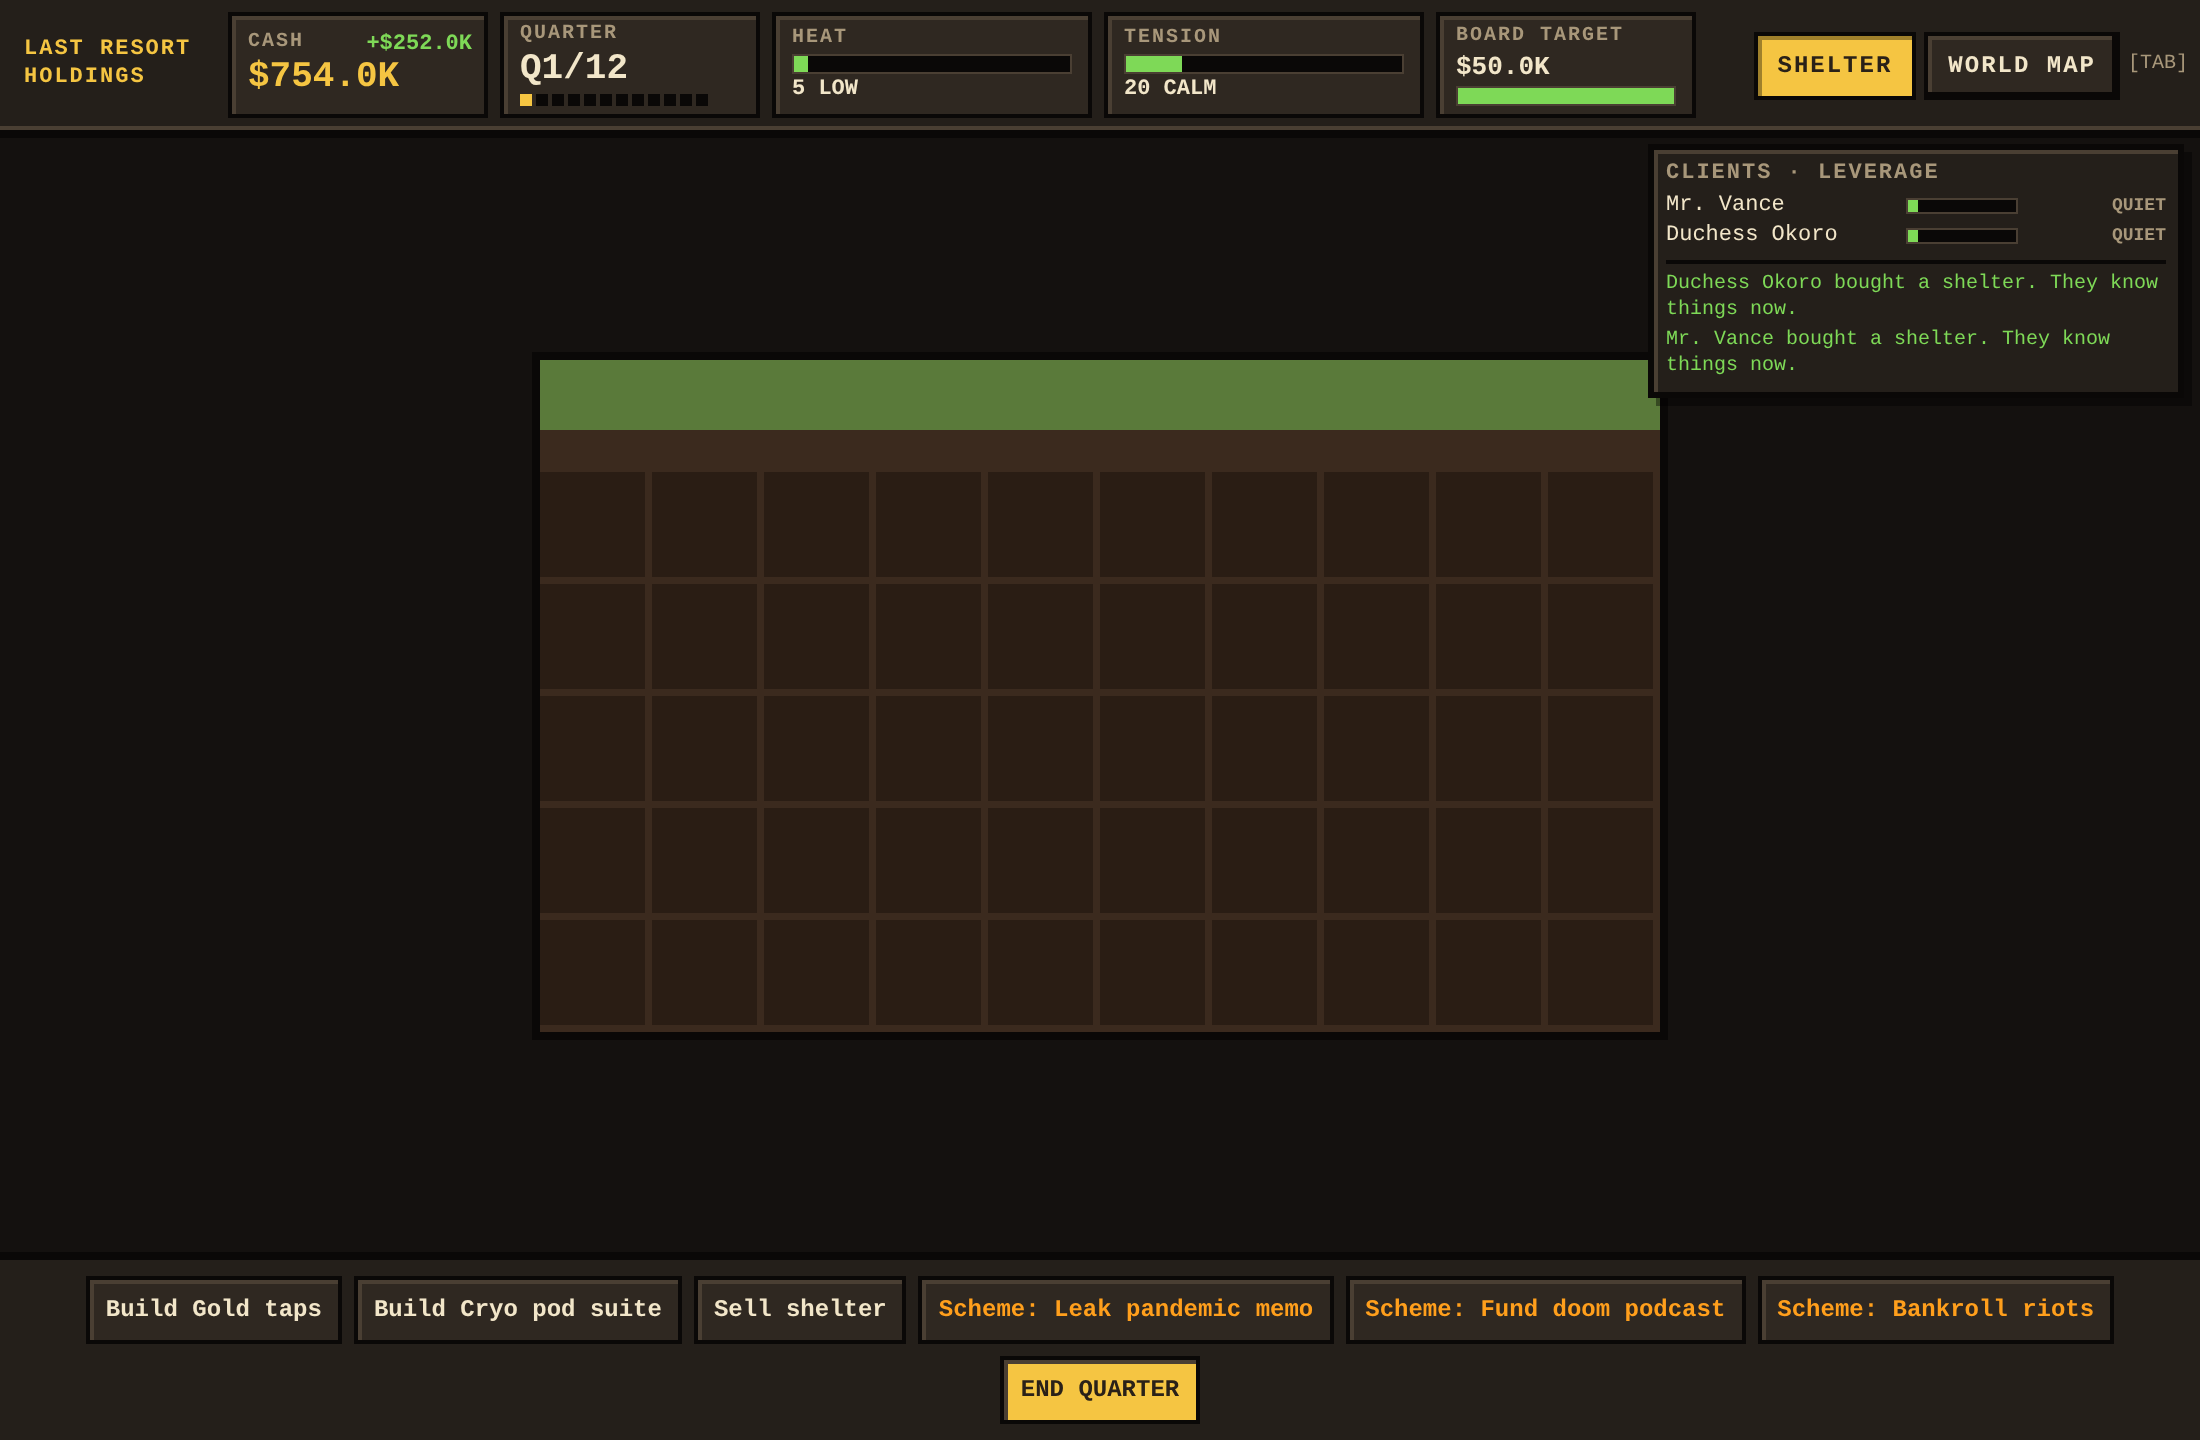 LAST RESORT
HOLDINGS
CASH +$252.0K
$754.0K
QUARTER
Q1/12
HEAT
5 LOW
TENSION
20 CALM
BOARD TARGET
$50.0K
SHELTER
WORLD MAP
[TAB]
CLIENTS · LEVERAGE
Mr. Vance QUIET
Duchess Okoro QUIET
Duchess Okoro bought a shelter. They know
things now.
Mr. Vance bought a shelter. They know
things now.
Build Gold taps
Build Cryo pod suite
Sell shelter
Scheme: Leak pandemic memo
Scheme: Fund doom podcast
Scheme: Bankroll riots
END QUARTER